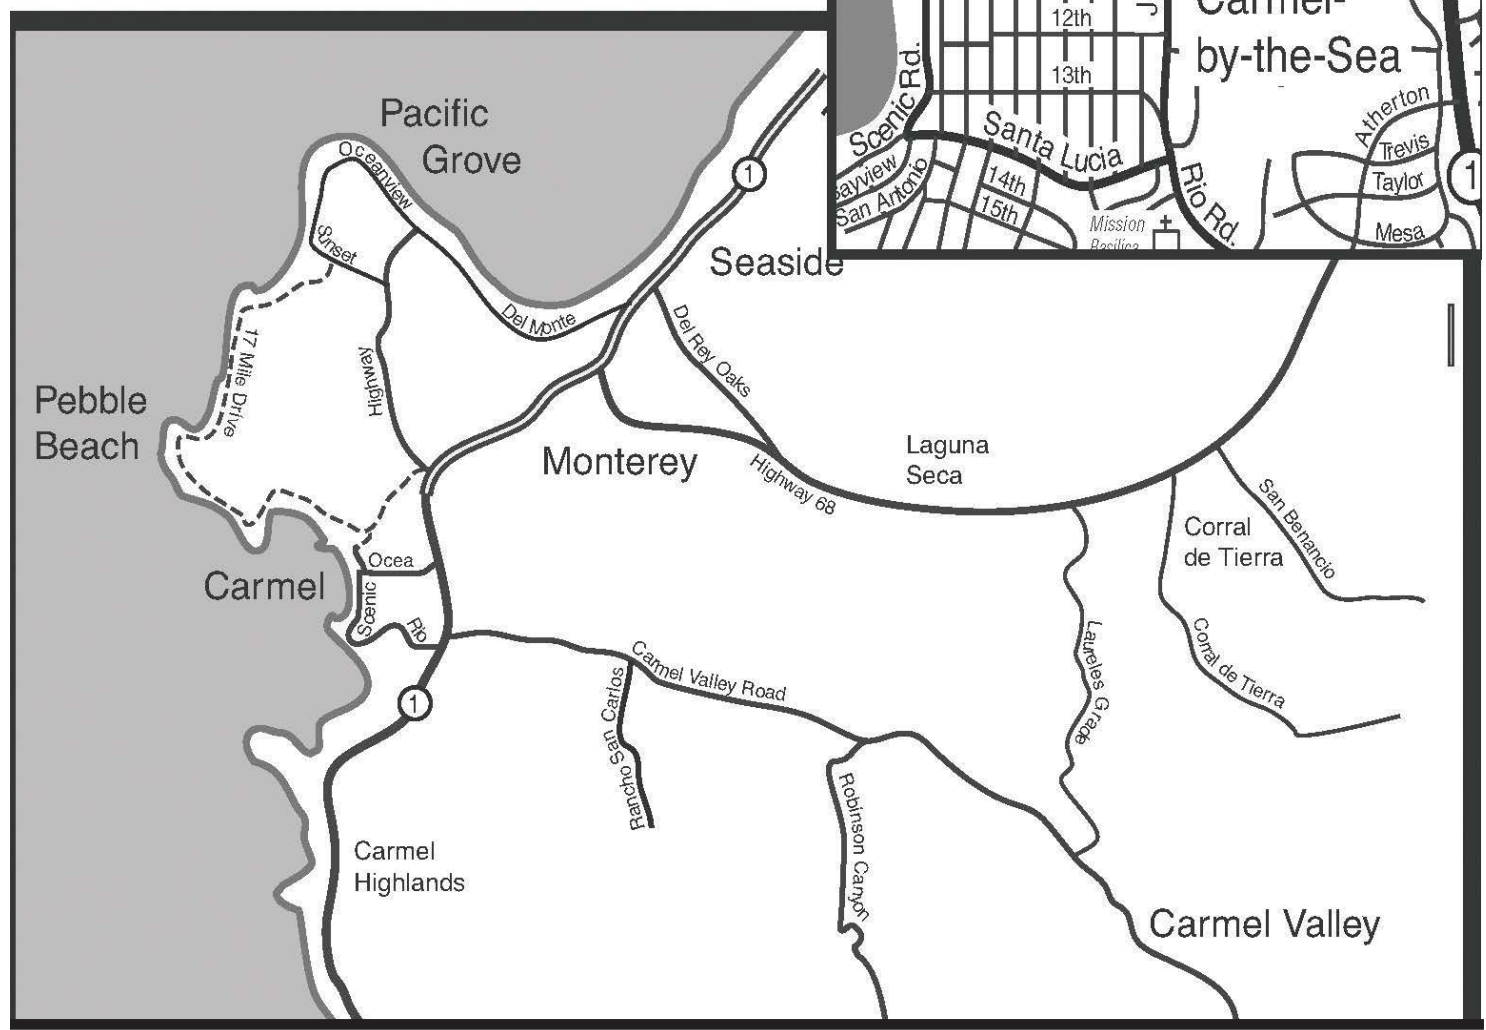 12th
Carmel-
by-the-Sea
13th
Scenic Rd.
Santa Lucia
Atherton
Trevis
Taylor
Mesa
1
San Antonio
14th
15th
Rio Rd.
Mission
Basilica
Pacific
Grove
Oceanview
1
Sunset
Seaside
Del Monte
Del Rey Oaks
17 Mile Drive
Highway
Pebble
Beach
Monterey
Highway 68
Laguna
Seca
San Benancio
Corral
de Tierra
Ocea
Carmel
Scenic
Rio
Laureles Grade
Corral de Tierra
Carmel Valley Road
Rancho San Carlos
1
Robinson Canyon
Carmel
Highlands
Carmel Valley